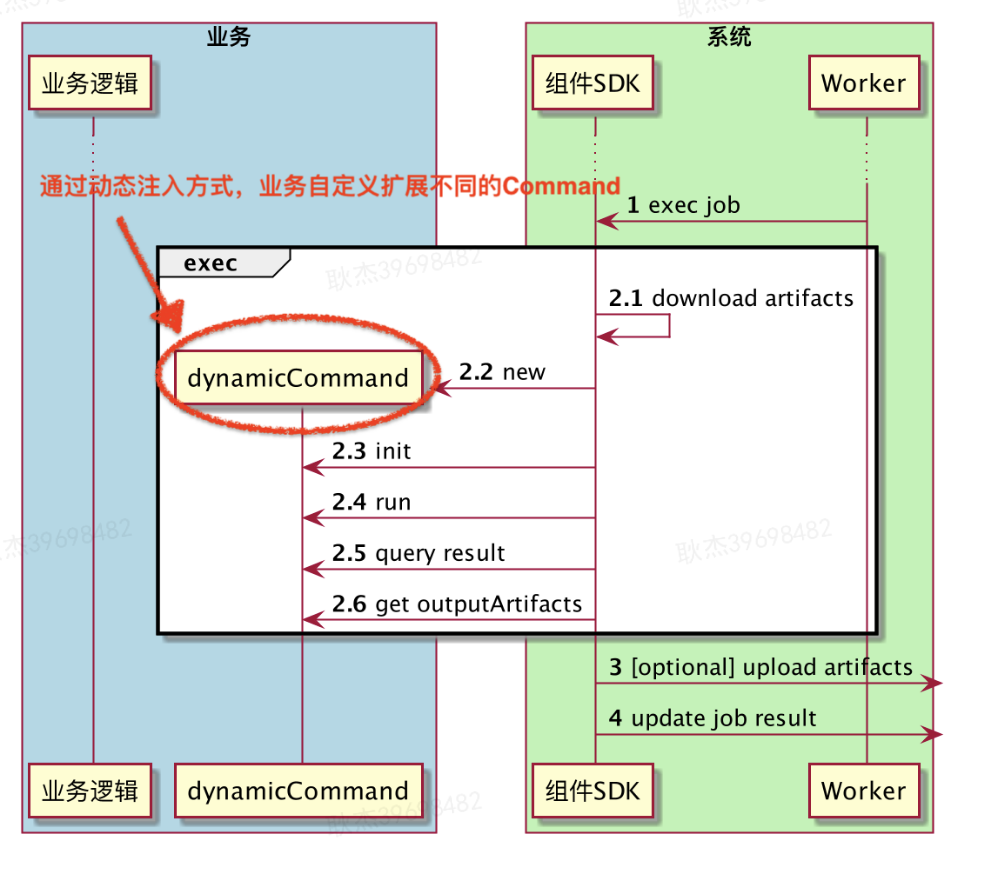 业务
系统
业务逻辑
组件SDK
Worker
通过动态注入方式，业务自定义扩展不同的Command
1 exec job
exec
耿杰39698482
2.1 download artifacts
dynamicCommand
2.2 new
2.3 init
2.4 run
耿杰39698482
耿杰39698482
2.5 query result
2.6 get outputArtifacts
3 [optional] upload artifacts
4 update job result
业务逻辑
dynamicCommand
组件SDK
Worker
耿杰39698482